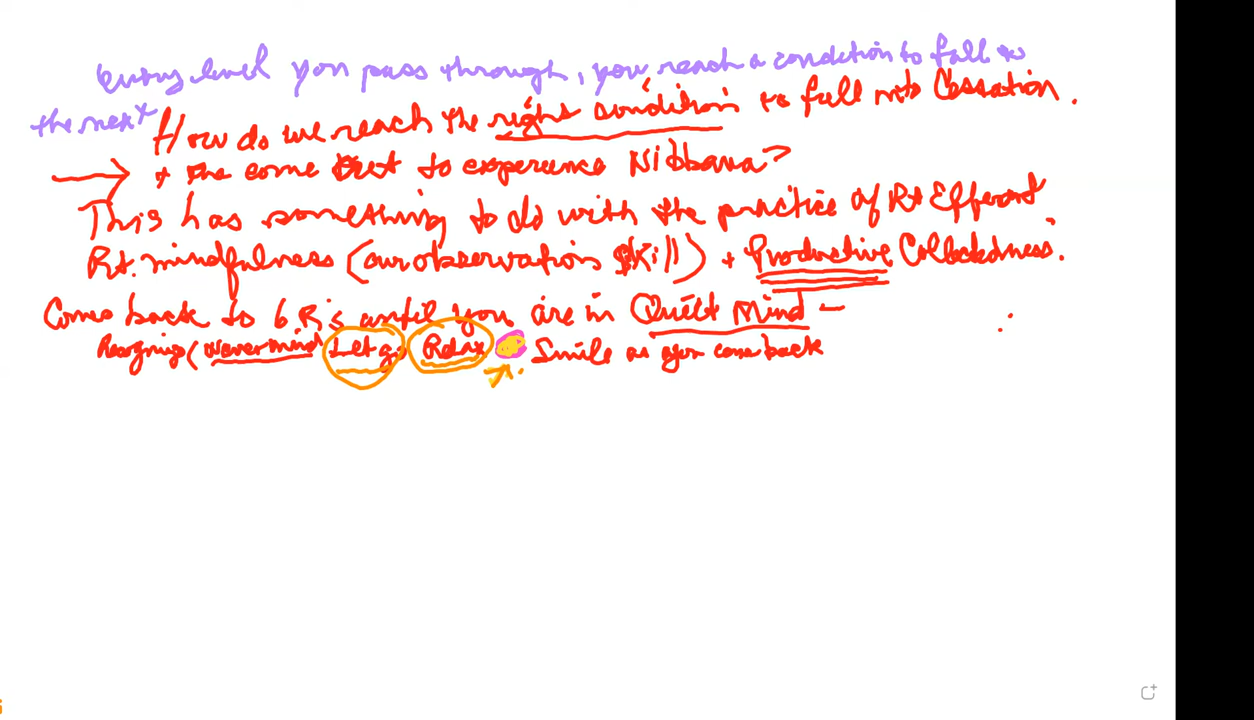 every level you pass through, you reach a condition to fall to
the next
How do we reach the right condition to fall into Cessation.
+ the come out to experience Nibbana?
This has something to do with the practice of Rt Effort
Rt. mindfulness (our observation skill) + Productive Collectedness.
Come back to 6 R's until you are in Quiet Mind -
Recognize (Never mind Let go Relax Smile as you come back